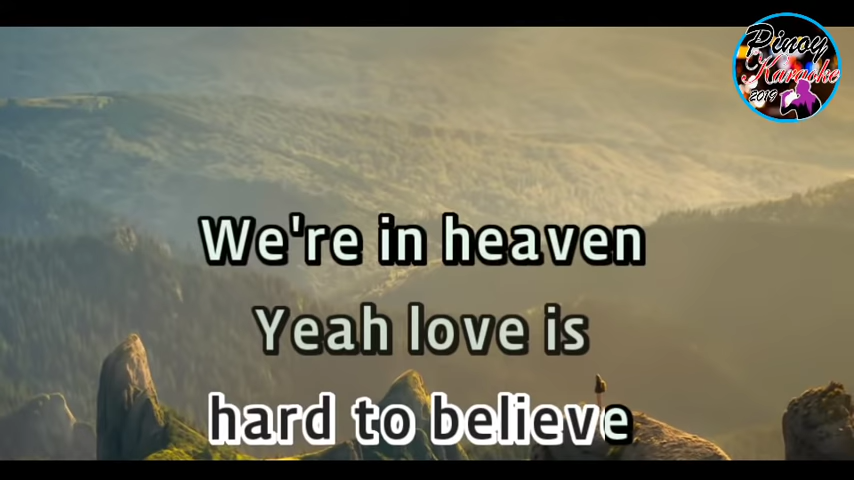 Pinoy
Karaoke
2019
We're in heaven
Yeah love is
hard to believe